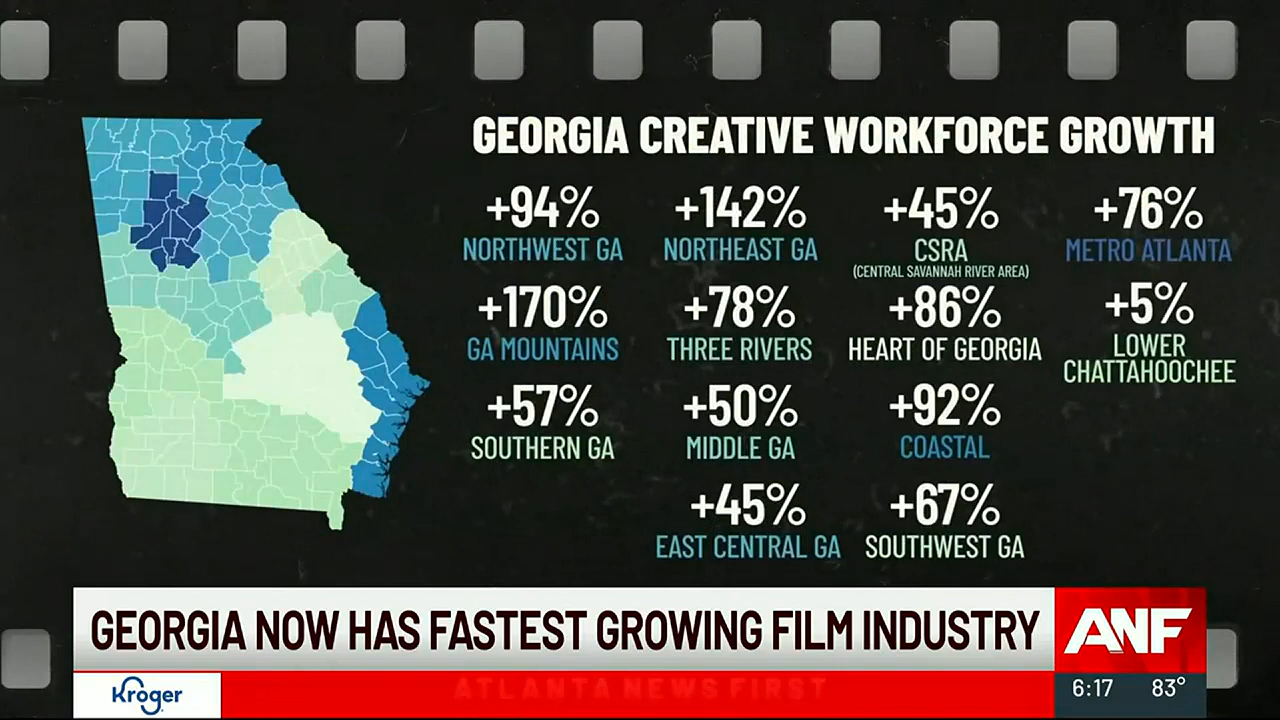 GEORGIA CREATIVE WORKFORCE GROWTH
+94%
NORTHWEST GA
+142%
NORTHEAST GA
+45%
CSRA
(CENTRAL SAVANNAH RIVER AREA)
+76%
METRO ATLANTA
+170%
GA MOUNTAINS
+78%
THREE RIVERS
+86%
HEART OF GEORGIA
+5%
LOWER
CHATTAHOOCHEE
+57%
SOUTHERN GA
+50%
MIDDLE GA
+92%
COASTAL
+45%
EAST CENTRAL GA
+67%
SOUTHWEST GA
GEORGIA NOW HAS FASTEST GROWING FILM INDUSTRY
ANF
Kroger
ATLANTA NEWS FIRST
6:17 83°